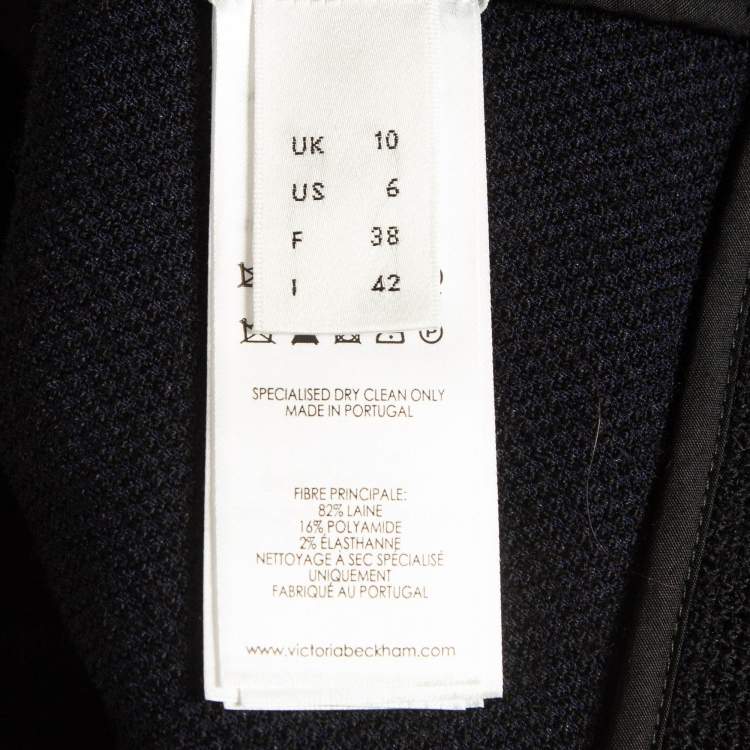 UK 10
US 6
F 38
I 42
SPECIALISED DRY CLEAN ONLY
MADE IN PORTUGAL
FIBRE PRINCIPALE:
82% LAINE
16% POLYAMIDE
2% ÉLASTHANNE
NETTOYAGE À SEC SPÉCIALISÉ
UNIQUEMENT
FABRIQUÉ AU PORTUGAL
www.victoriabeckham.com